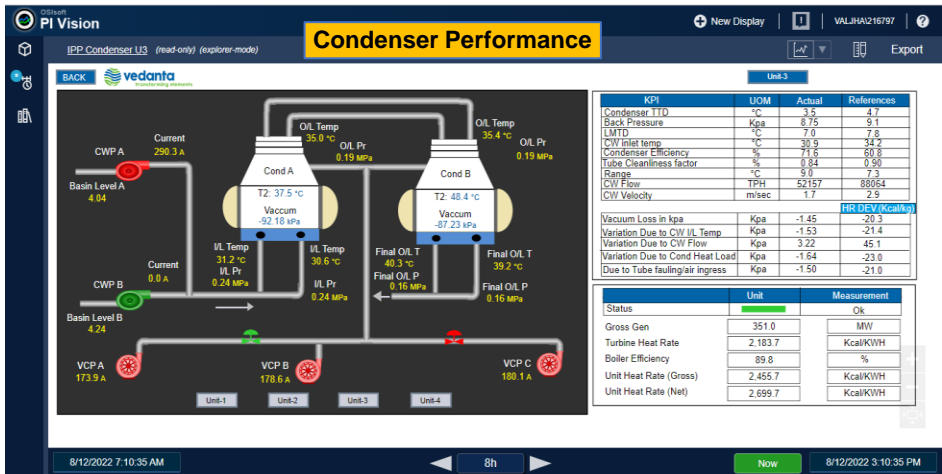 OSIsoft
PI Vision
New Display
VALJHA\216797
IPP Condenser U3 (read-only) (explorer-mode)
Condenser Performance
Export
BACK
vedanta
transforming elements
Unit-3
CWP A
Current
290.3 A
Basin Level A
4.04
O/L Temp
35.0 °C
O/L Pr
0.19 MPa
O/L Temp
35.4 °C
O/L Pr
0.19 MPa
Cond A
T2: 37.5 °C
Vaccum
-92.18 kPa
Cond B
T2: 48.4 °C
Vaccum
-87.23 kPa
I/L Temp
31.2 °C
I/L Pr
0.24 MPa
I/L Temp
30.6 °C
I/L Pr
0.24 MPa
Final O/L T
40.3 °C
Final O/L P
0.16 MPa
Final O/L T
39.2 °C
Final O/L P
0.16 MPa
Current
0.0 A
CWP B
Basin Level B
4.24
VCP A
173.9 A
VCP B
178.6 A
VCP C
180.1 A
Unit-1 Unit-2 Unit-3 Unit-4
KPI UOM Actual References
Condenser TTD °C 3.5 4.7
Back Pressure Kpa 8.75 9.1
LMTD °C 7.0 7.8
CW inlet temp °C 30.9 34.2
Condenser Efficiency % 71.6 60.8
Tube Cleanliness factor % 0.84 0.90
Range °C 9.0 7.3
CW Flow TPH 52157 88064
CW Velocity m/sec 1.7 2.9
HR DEV (Kcal/kg)
Vacuum Loss in kpa Kpa -1.45 -20.3
Variation Due to CW I/L Temp Kpa -1.53 -21.4
Variation Due to CW Flow Kpa 3.22 45.1
Variation Due to Cond Heat Load Kpa -1.64 -23.0
Due to Tube fauling/air ingress Kpa -1.50 -21.0
Unit Measurement
Status Ok
Gross Gen 351.0 MW
Turbine Heat Rate 2,183.7 Kcal/KWH
Boiler Efficiency 89.8 %
Unit Heat Rate (Gross) 2,455.7 Kcal/KWH
Unit Heat Rate (Net) 2,699.7 Kcal/KWH
8/12/2022 7:10:35 AM
8h
Now
8/12/2022 3:10:35 PM